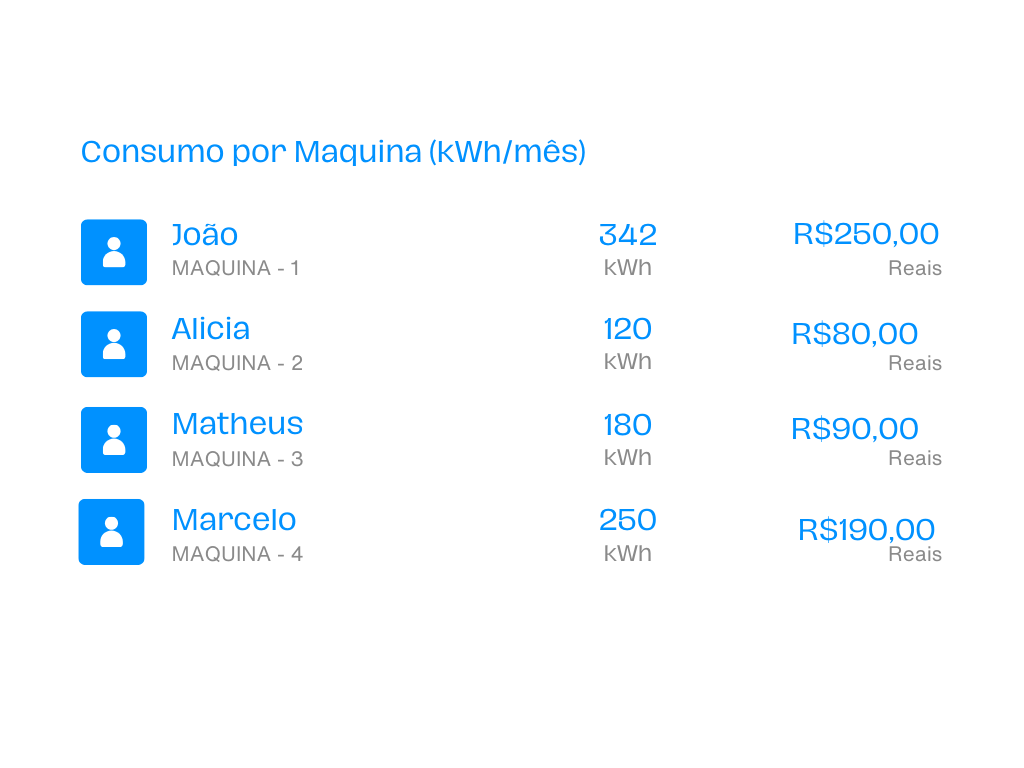 Consumo por Maquina (kWh/mês)
João
MAQUINA - 1
342
kWh
R$250,00
Reais
Alicia
MAQUINA - 2
120
kWh
R$80,00
Reais
Matheus
MAQUINA - 3
180
kWh
R$90,00
Reais
Marcelo
MAQUINA - 4
250
kWh
R$190,00
Reais